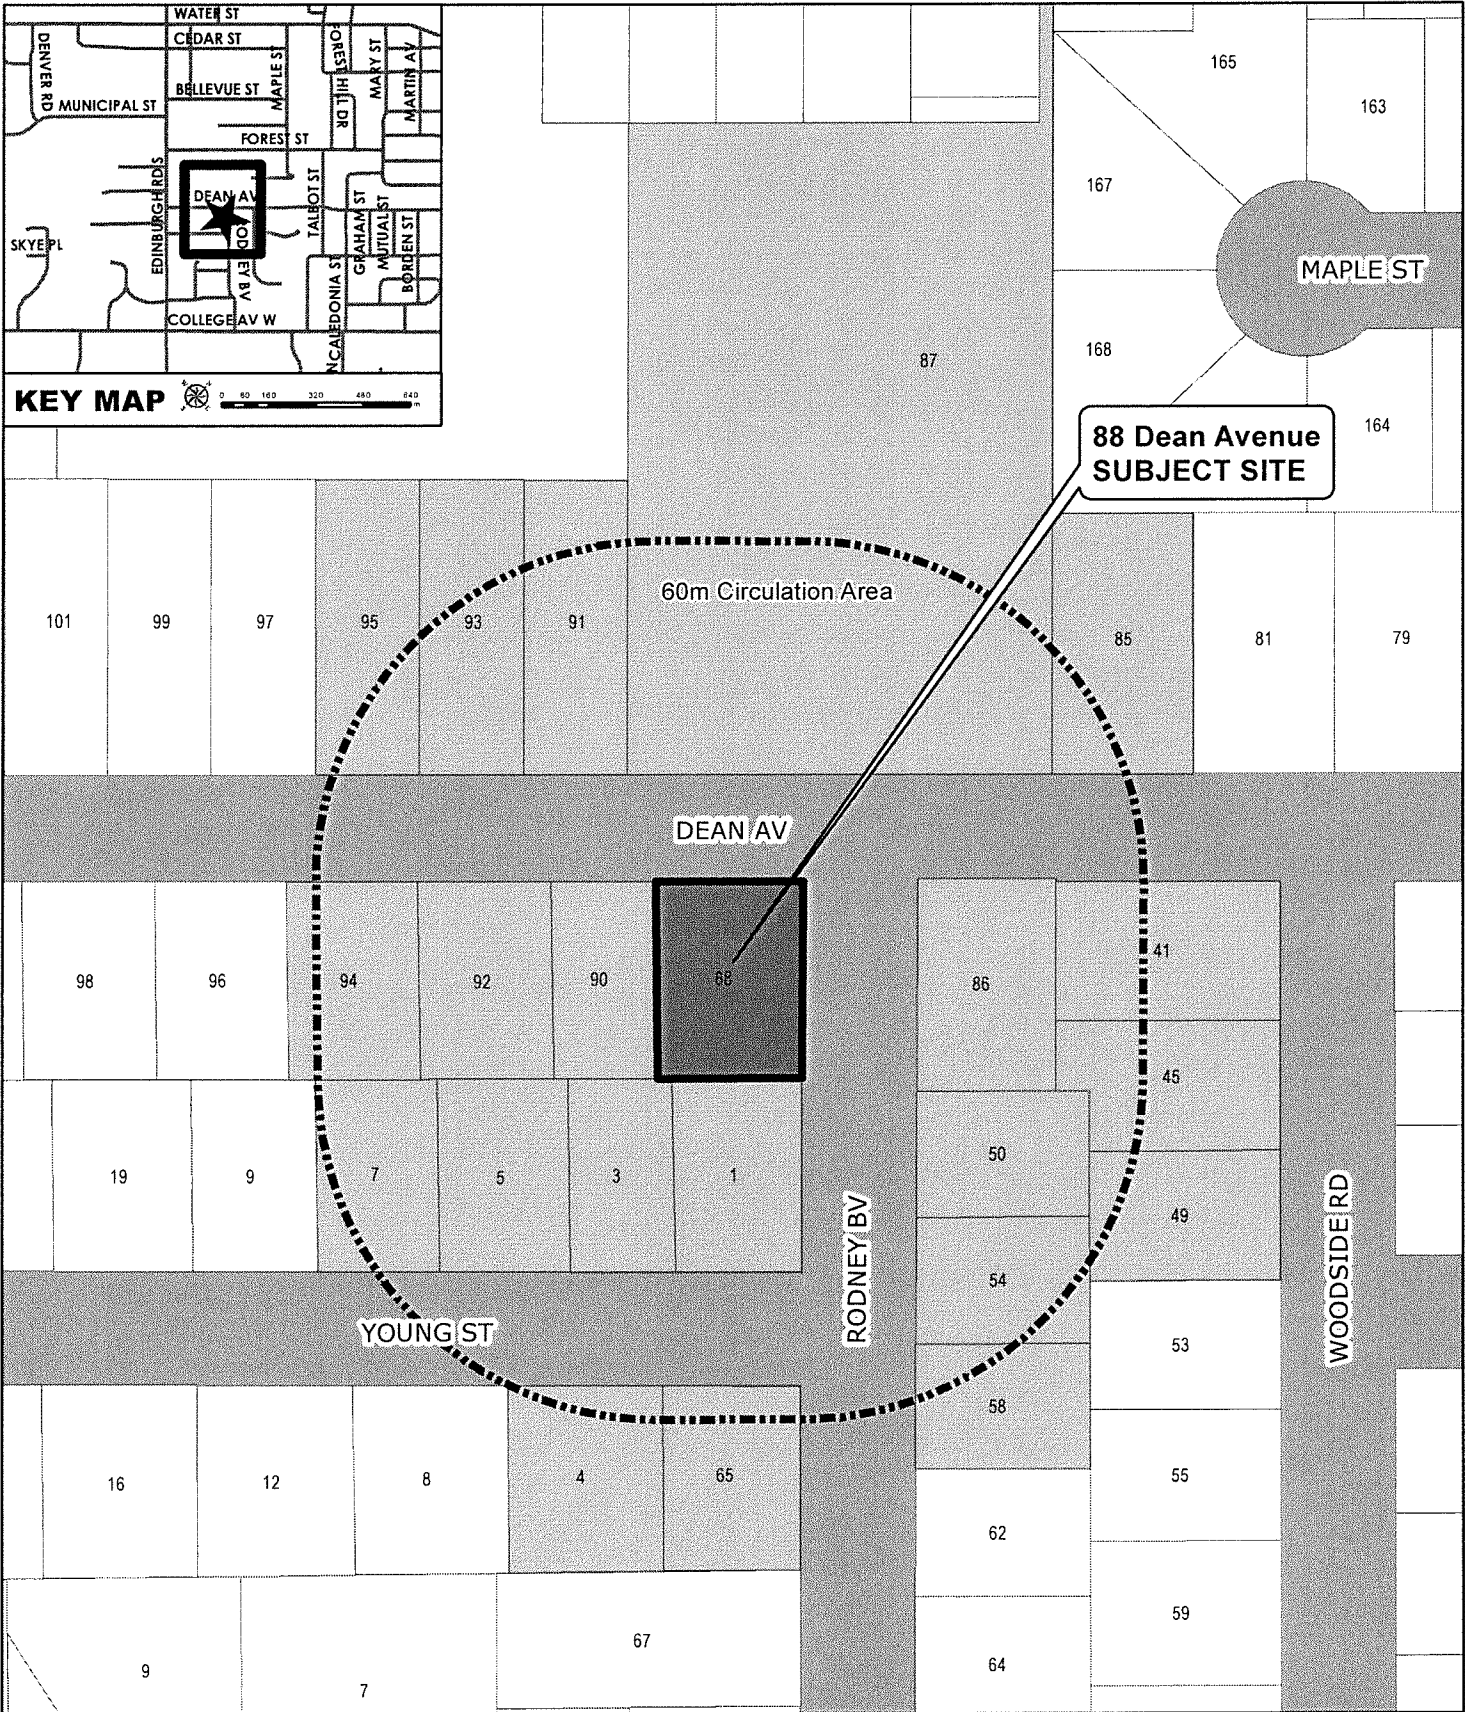 WATER ST
CEDAR ST
DENVER RD
MAPLE ST
FOREST HILL DR
MARY ST
MARTIN AV
BELLEVUE ST
MUNICIPAL ST
FOREST ST
EDINBURGH RD S
DEAN AV
TALBOT ST
GRAHAM ST
MUTUAL ST
BORDEN ST
SKYE PL
RODNEY BV
CALEDONIA ST
COLLEGE AV W
KEY MAP
0 80 160 320 480 640
m
165
163
167
MAPLE ST
168
87
164
88 Dean Avenue
SUBJECT SITE
60m Circulation Area
101 99 97 95 93 91 85 81 79
DEAN AV
98 96 94 92 90 88 86 41
45
19 9 7 5 3 1 50
49
54
RODNEY BV
WOODSIDE RD
YOUNG ST
53
58
16 12 8 4 65 55
62
59
67
64
9
7